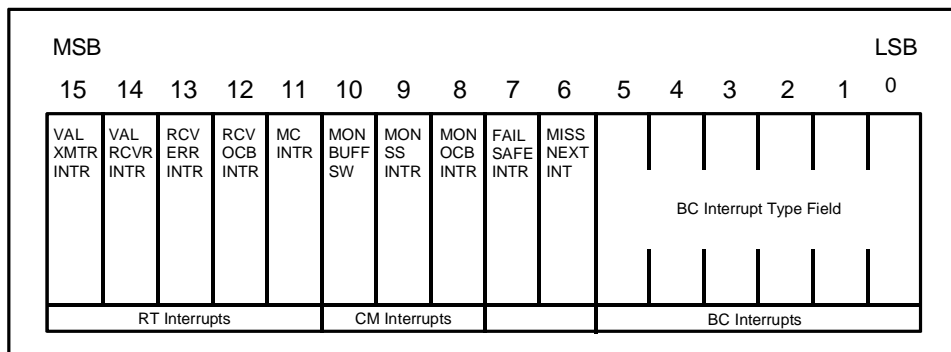 MSB LSB
15 14 13 12 11 10 9 8 7 6 5 4 3 2 1 0
VAL VAL RCV RCV MC MON MON MON FAIL MISS
XMTR RCVR ERR OCB INTR BUFF SS OCB SAFE NEXT
INTR INTR INTR INTR SW INTR INTR INTR INT
BC Interrupt Type Field
RT Interrupts CM Interrupts BC Interrupts